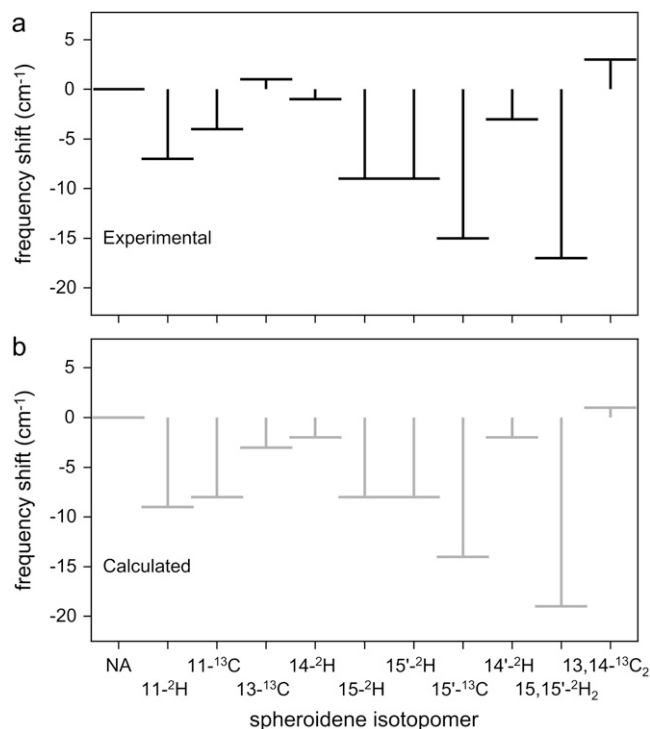 a
5
0
-5
-10
-15
-20
frequency shift (cm⁻¹)
Experimental
b
5
0
-5
-10
-15
-20
frequency shift (cm⁻¹)
Calculated
NA 11-¹³C 14-²H 15'-²H 14'-²H 13,14-¹³C₂
11-²H 13-¹³C 15-²H 15'-¹³C 15,15'-²H₂
spheroidene isotopomer